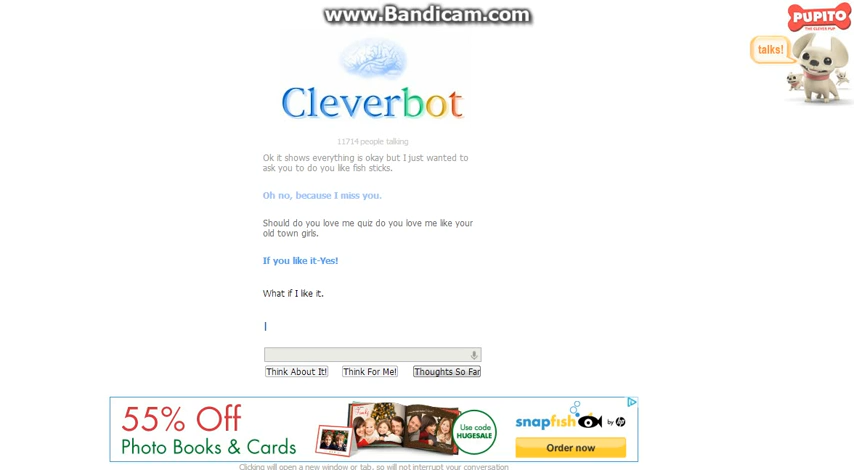 www.Bandicam.com
PUPITO
THE CLEVER PUP
talks!
Cleverbot
11714 people talking
Ok it shows everything is okay but I just wanted to
ask you to do you like fish sticks.
Oh no, because I miss you.
Should do you love me quiz do you love me like your
old town girls.
If you like it-Yes!
What if I like it.
Think About It!
Think For Me!
Thoughts So Far
55% Off
Photo Books & Cards
Use code
HUGESALE
snapfish by hp
Order now
Clicking will open a new window or tab, so will not interrupt your conversation